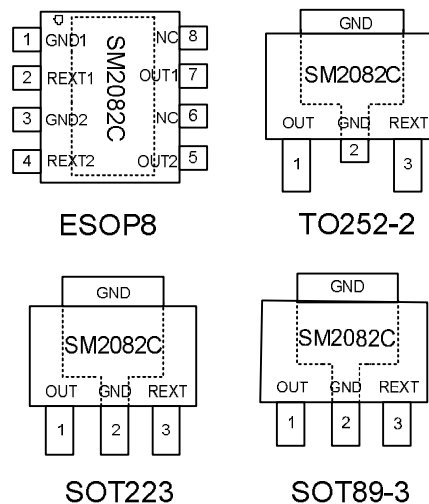 1 GND1 NC 8
2 REXT1 OUT1 7
SM2082C
3 GND2 NC 6
4 REXT2 OUT2 5
ESOP8
GND
SM2082C
OUT GND REXT
1 2 3
TO252-2
GND
SM2082C
OUT GND REXT
1 2 3
SOT223
GND
SM2082C
OUT GND REXT
1 2 3
SOT89-3